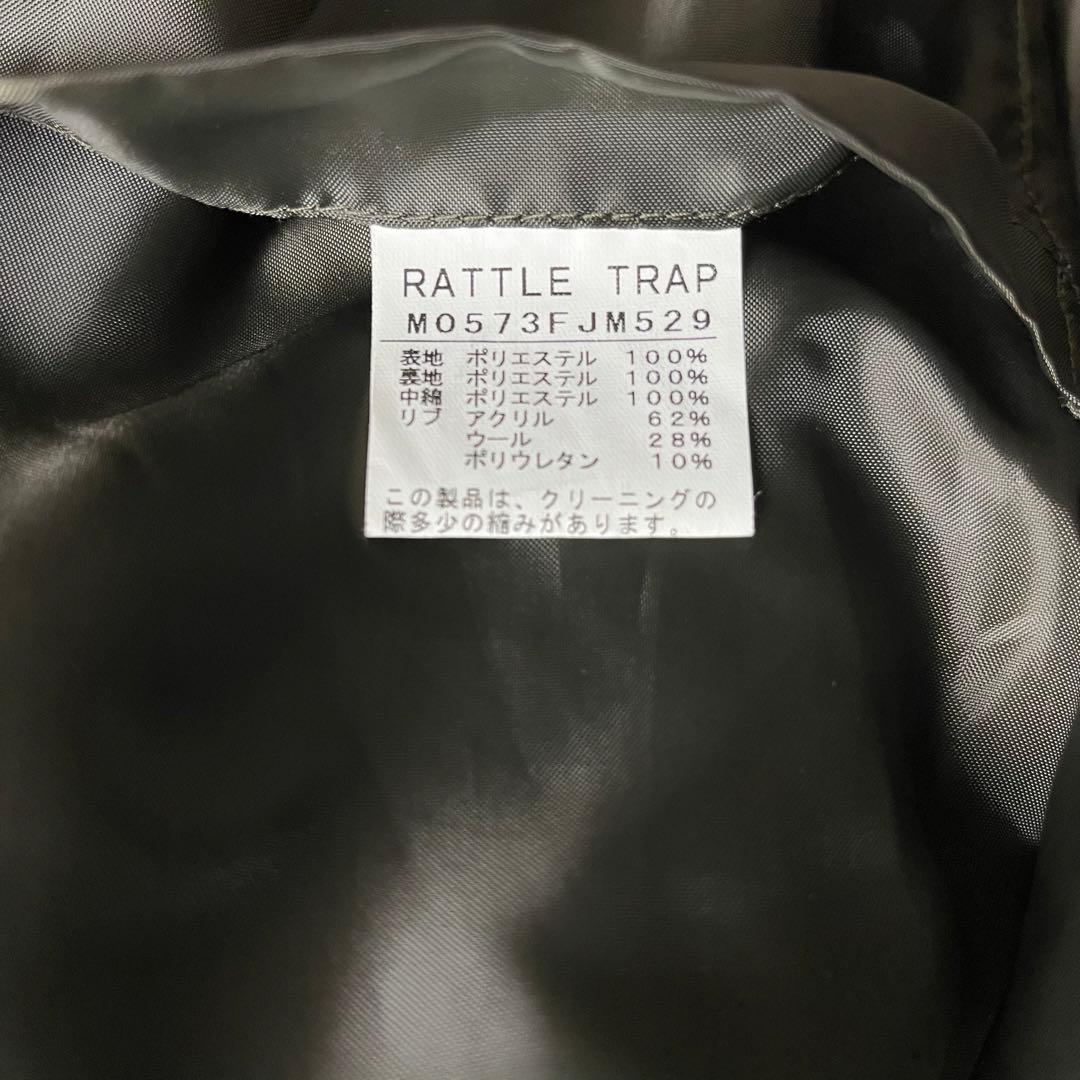 RATTLE TRAP
M0573FJM529
表地 ポリエステル 100%
裏地 ポリエステル 100%
中綿 ポリエステル 100%
リブ アクリル 62%
ウール 28%
ポリウレタン 10%
この製品は、クリーニングの
際多少の縮みがあります。